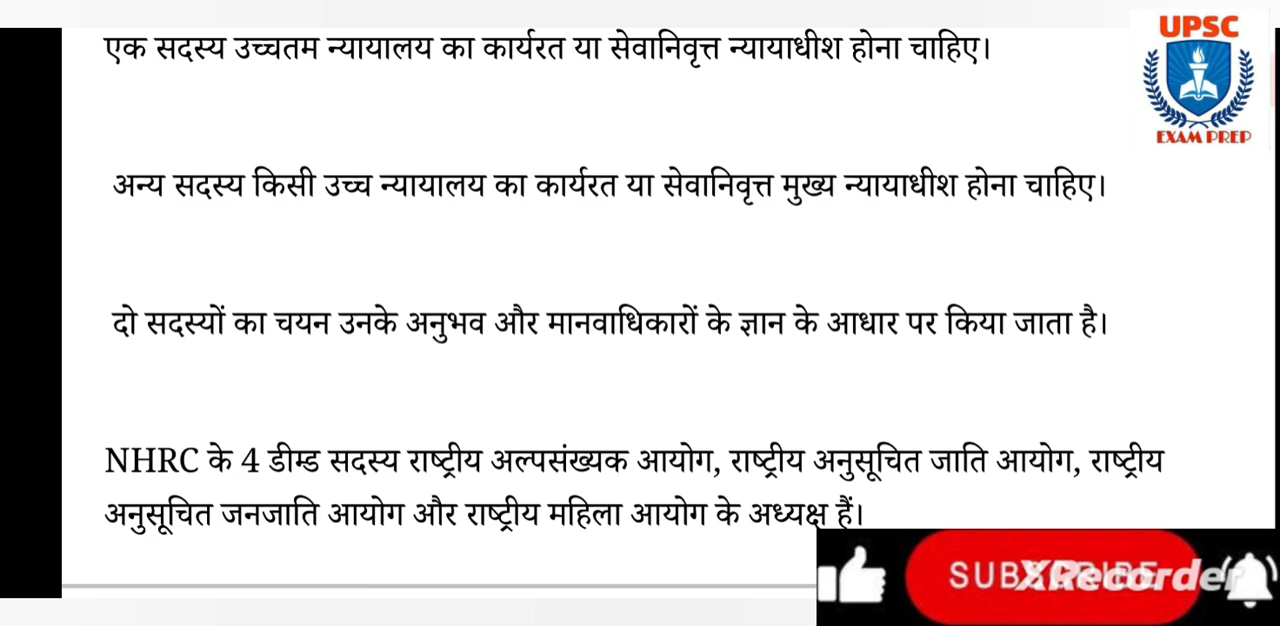 UPSC
EXAM PREP
एक सदस्य उच्चतम न्यायालय का कार्यरत या सेवानिवृत्त न्यायाधीश होना चाहिए।
अन्य सदस्य किसी उच्च न्यायालय का कार्यरत या सेवानिवृत्त मुख्य न्यायाधीश होना चाहिए।
दो सदस्यों का चयन उनके अनुभव और मानवाधिकारों के ज्ञान के आधार पर किया जाता है।
NHRC के 4 डीम्ड सदस्य राष्ट्रीय अल्पसंख्यक आयोग, राष्ट्रीय अनुसूचित जाति आयोग, राष्ट्रीय
अनुसूचित जनजाति आयोग और राष्ट्रीय महिला आयोग के अध्यक्ष हैं।
SUBSCRIBE
XRecorder